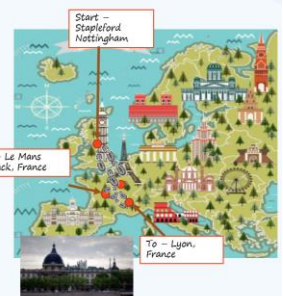 Start –
Stapleford
Nottingham
– Le Mans
ck, France
To – Lyon,
France